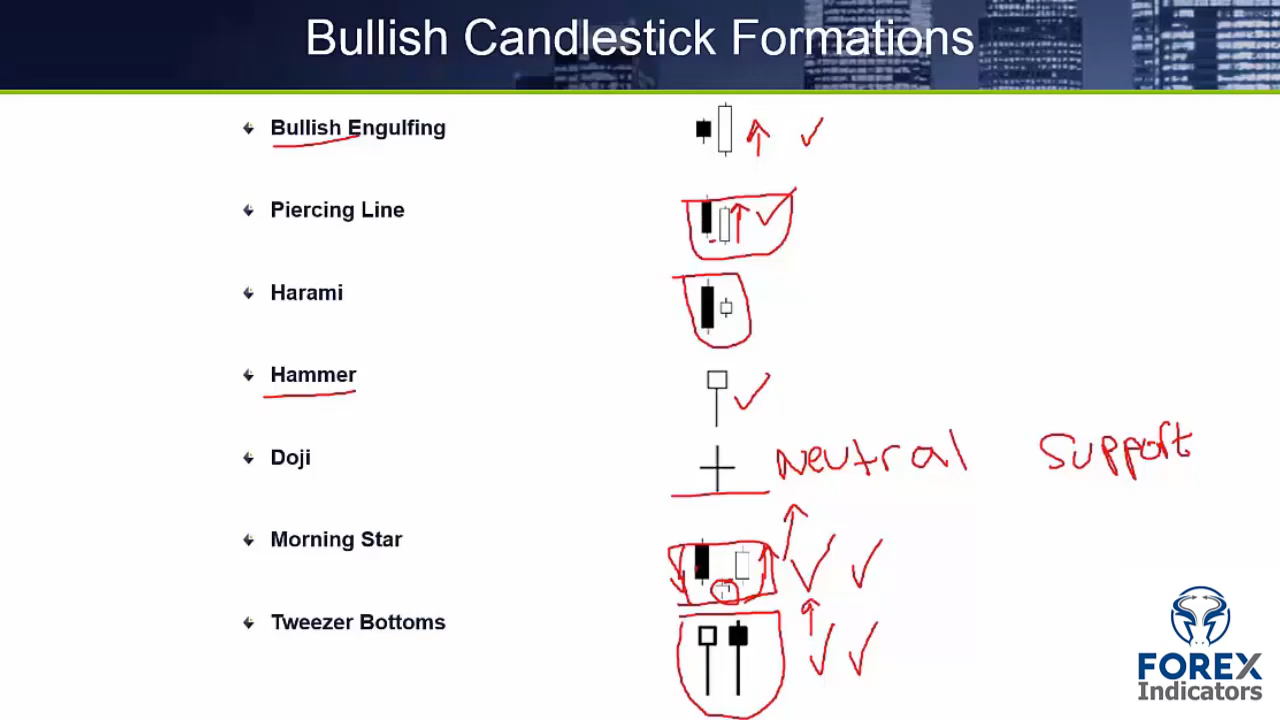 Bullish Candlestick Formations
Bullish Engulfing
Piercing Line
Harami
Hammer
Doji Neutral Support
Morning Star
Tweezer Bottoms
FOREX
Indicators